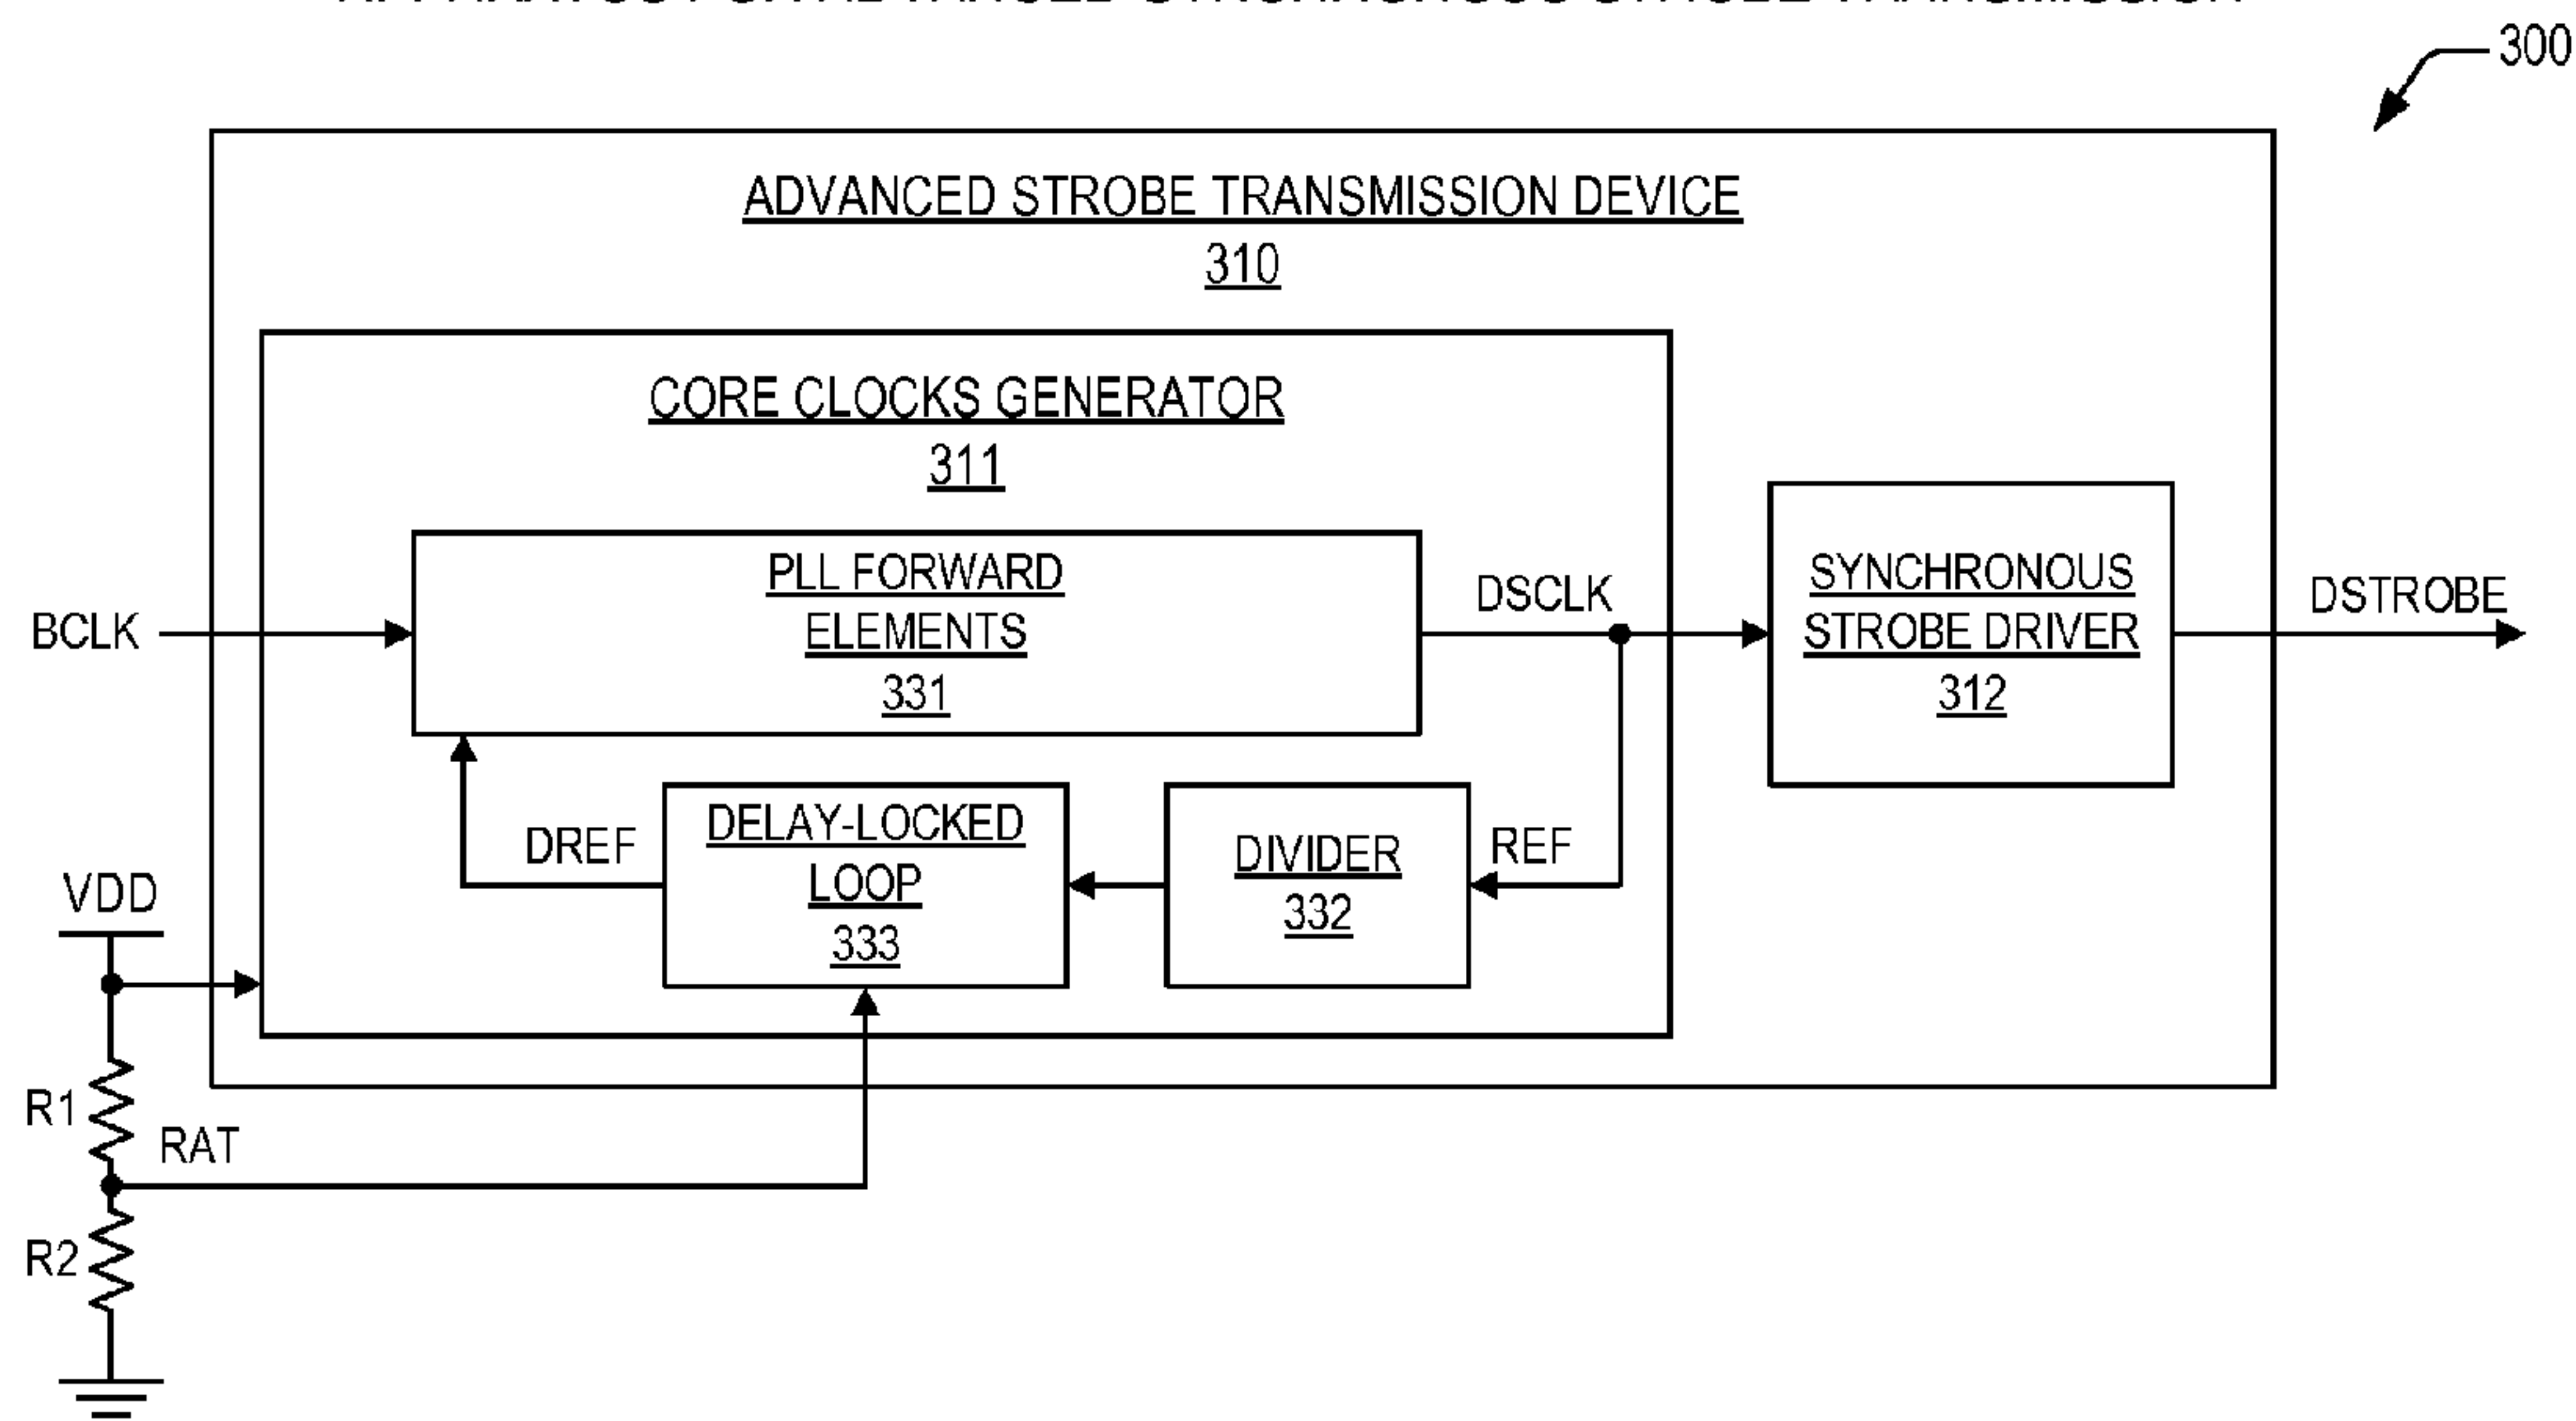 300
ADVANCED STROBE TRANSMISSION DEVICE
310
CORE CLOCKS GENERATOR
311
PLL FORWARD
ELEMENTS
331
BCLK
DSCLK
SYNCHRONOUS
STROBE DRIVER
312
DSTROBE
DREF
DELAY-LOCKED
LOOP
333
DIVIDER
332
REF
VDD
R1
RAT
R2